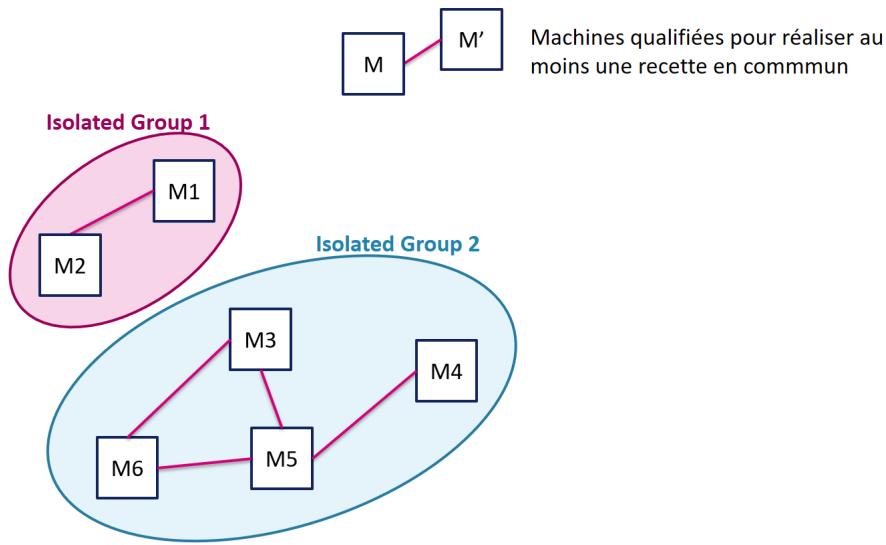 M'
M
Machines qualifiées pour réaliser au
moins une recette en commmun
Isolated Group 1
M1
M2
Isolated Group 2
M3
M4
M5
M6